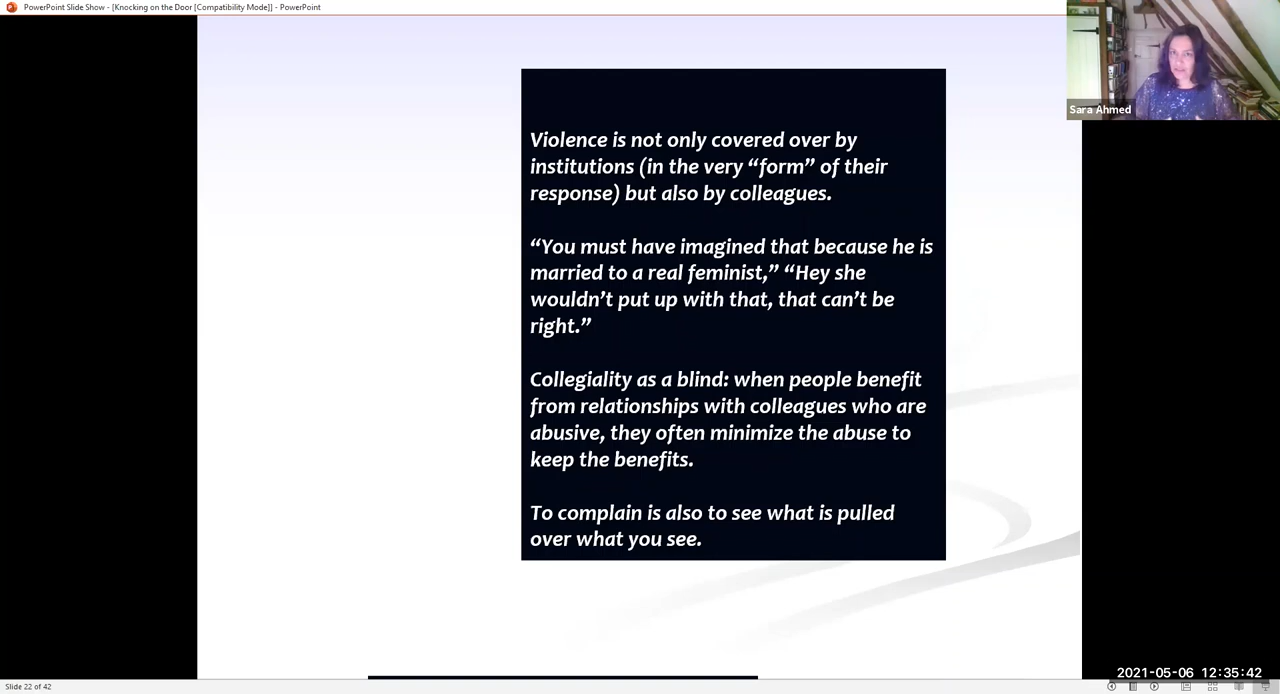 PowerPoint Slide Show - [Knocking on the Door [Compatibility Mode]] - PowerPoint
Sara Ahmed
Violence is not only covered over by
institutions (in the very “form” of their
response) but also by colleagues.
“You must have imagined that because he is
married to a real feminist,” “Hey she
wouldn’t put up with that, that can’t be
right.”
Collegiality as a blind: when people benefit
from relationships with colleagues who are
abusive, they often minimize the abuse to
keep the benefits.
To complain is also to see what is pulled
over what you see.
2021-05-06 12:35:42
Slide 22 of 42